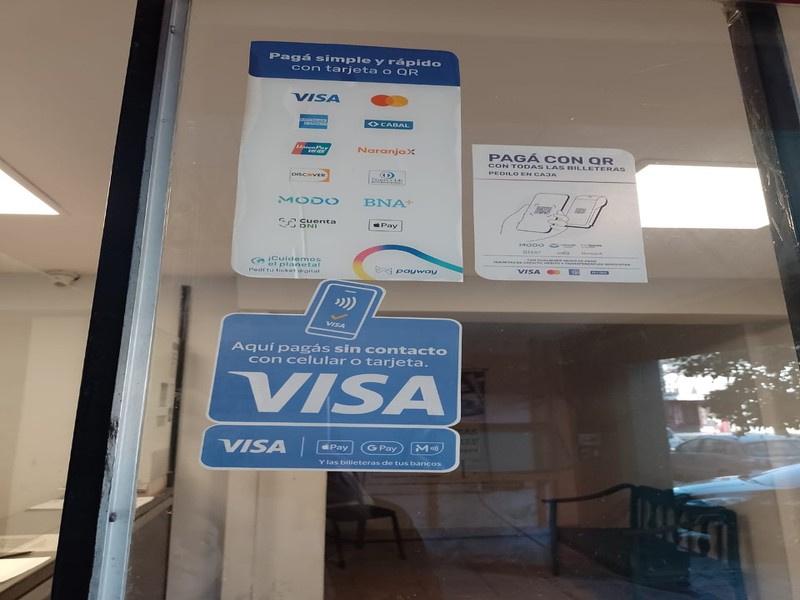 Pagá simple y rápido
con tarjeta o QR
VISA
AMERICAN EXPRESS
CABAL
UnionPay
NaranjaX
DISCOVER
Diners Club
MODO
BNA+
Cuenta
DNI
Pay
¡Cuidemos
el planeta!
Pedí tu ticket digital
payway
PAGÁ CON QR
CON TODAS LAS BILLETERAS
PEDILO EN CAJA
MODO
VISA
VISA
Aquí pagás sin contacto
con celular o tarjeta.
VISA
VISA
Pay
G Pay
M
Y las billeteras de tus bancos